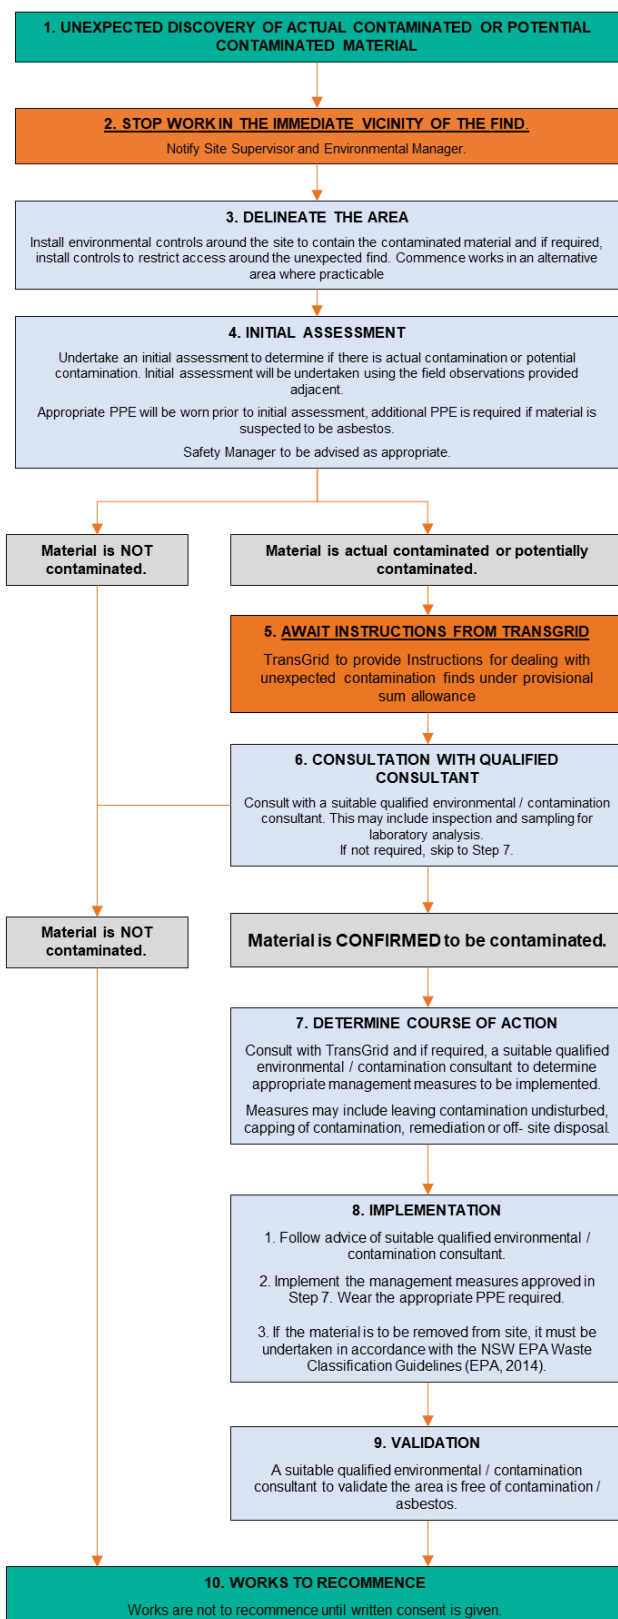 1. UNEXPECTED DISCOVERY OF ACTUAL CONTAMINATED OR POTENTIAL
CONTAMINATED MATERIAL
2. STOP WORK IN THE IMMEDIATE VICINITY OF THE FIND.
Notify Site Supervisor and Environmental Manager.
3. DELINEATE THE AREA
Install environmental controls around the site to contain the contaminated material and if required,
install controls to restrict access around the unexpected find. Commence works in an alternative
area where practicable
4. INITIAL ASSESSMENT
Undertake an initial assessment to determine if there is actual contamination or potential
contamination. Initial assessment will be undertaken using the field observations provided
adjacent.
Appropriate PPE will be worn prior to initial assessment, additional PPE is required if material is
suspected to be asbestos.
Safety Manager to be advised as appropriate.
Material is NOT
contaminated.
Material is actual contaminated or potentially
contaminated.
5. AWAIT INSTRUCTIONS FROM TRANSGRID
TransGrid to provide Instructions for dealing with
unexpected contamination finds under provisional
sum allowance
6. CONSULTATION WITH QUALIFIED
CONSULTANT
Consult with a suitable qualified environmental / contamination
consultant. This may include inspection and sampling for
laboratory analysis.
If not required, skip to Step 7.
Material is NOT
contaminated.
Material is CONFIRMED to be contaminated.
7. DETERMINE COURSE OF ACTION
Consult with TransGrid and if required, a suitable qualified
environmental / contamination consultant to determine
appropriate management measures to be implemented.
Measures may include leaving contamination undisturbed,
capping of contamination, remediation or off- site disposal.
8. IMPLEMENTATION
1. Follow advice of suitable qualified environmental /
contamination consultant.
2. Implement the management measures approved in
Step 7. Wear the appropriate PPE required.
3. If the material is to be removed from site, it must be
undertaken in accordance with the NSW EPA Waste
Classification Guidelines (EPA, 2014).
9. VALIDATION
A suitable qualified environmental / contamination
consultant to validate the area is free of contamination /
asbestos.
10. WORKS TO RECOMMENCE
Works are not to recommence until written consent is given.